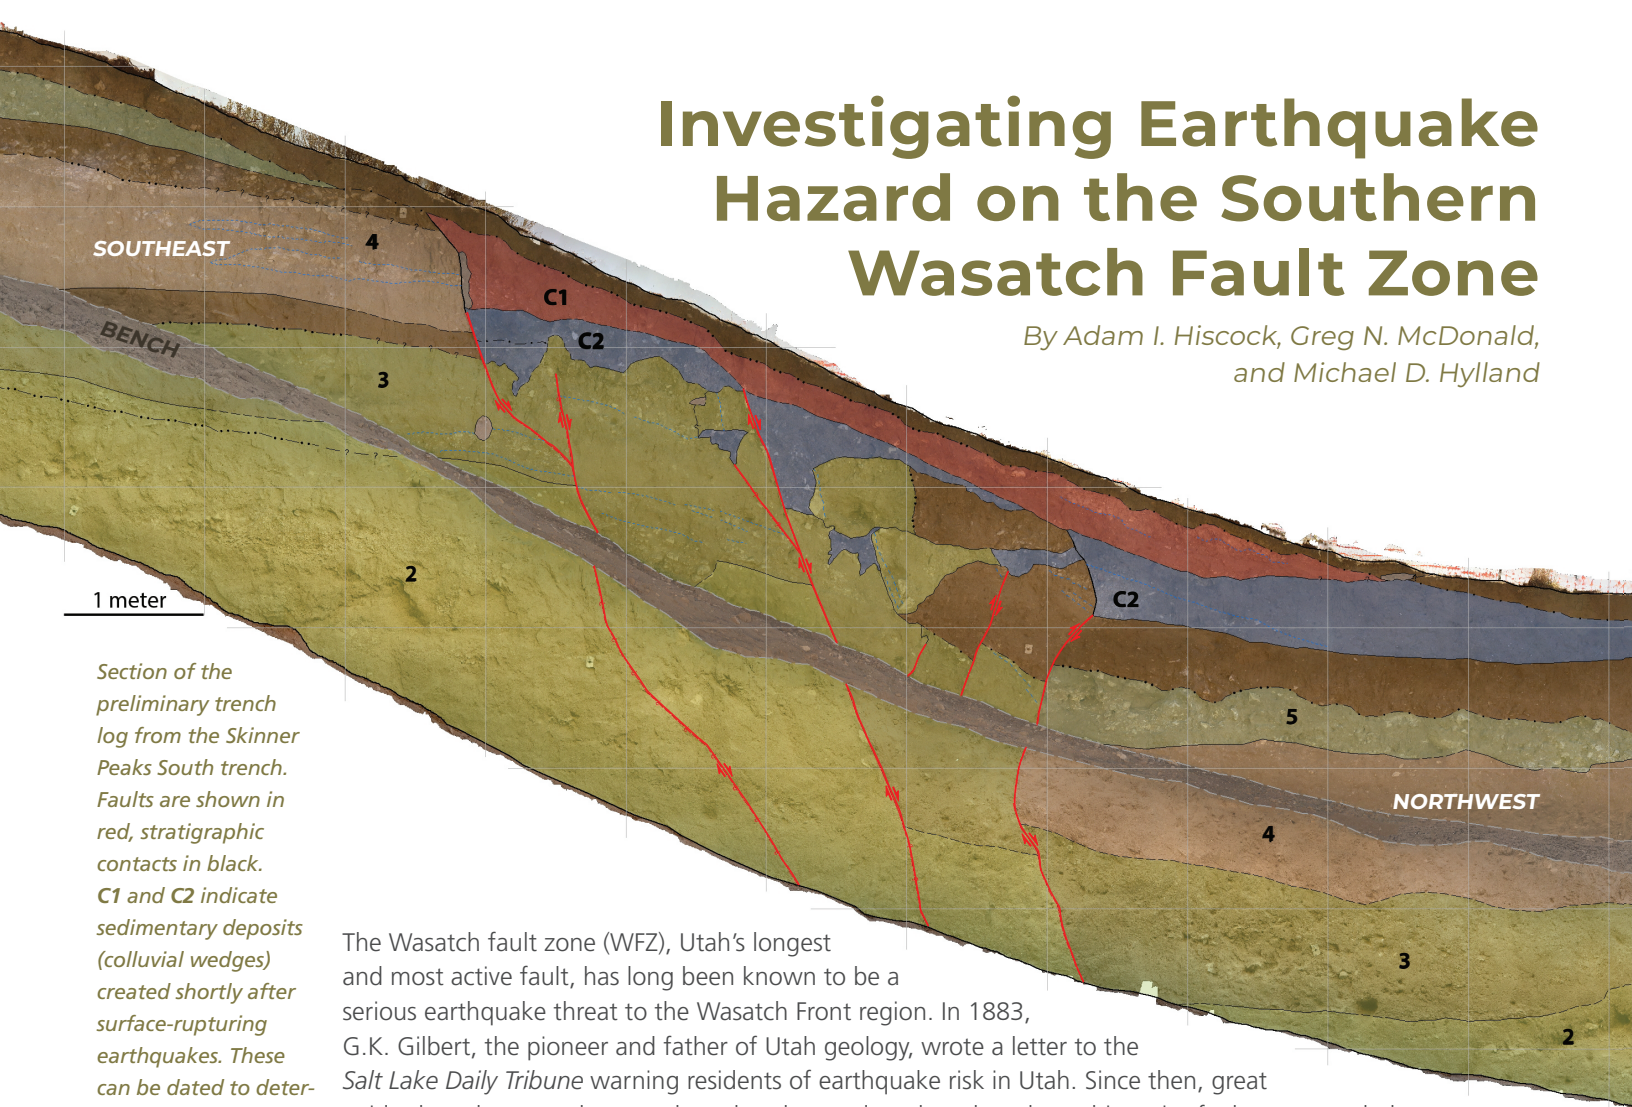 Investigating Earthquake
Hazard on the Southern
Wasatch Fault Zone
By Adam I. Hiscock, Greg N. McDonald,
and Michael D. Hylland
SOUTHEAST
4
C1
C2
BENCH
3
2
1 meter
? ?
C2
5
NORTHWEST
4
3
2
Section of the
preliminary trench
log from the Skinner
Peaks South trench.
Faults are shown in
red, stratigraphic
contacts in black.
C1 and C2 indicate
sedimentary deposits
(colluvial wedges)
created shortly after
surface-rupturing
earthquakes. These
can be dated to deter-
The Wasatch fault zone (WFZ), Utah’s longest
and most active fault, has long been known to be a
serious earthquake threat to the Wasatch Front region. In 1883,
G.K. Gilbert, the pioneer and father of Utah geology, wrote a letter to the
Salt Lake Daily Tribune warning residents of earthquake risk in Utah. Since then, great